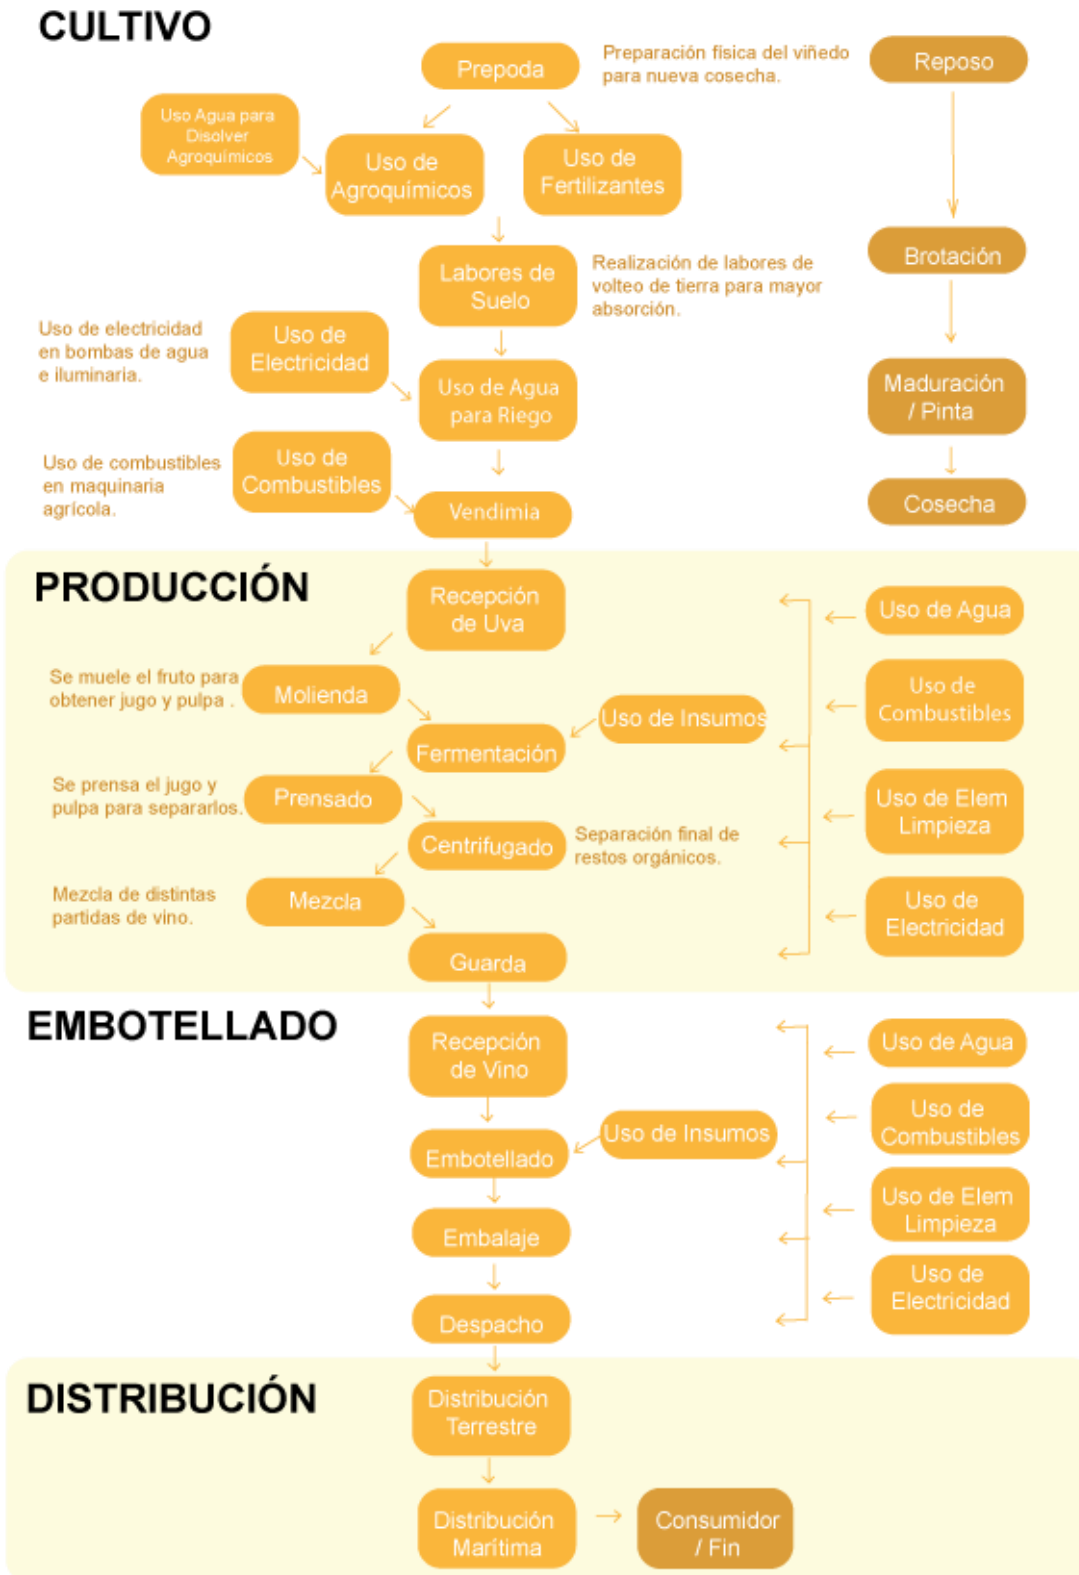 CULTIVO
Prepoda
Preparación física del viñedo
para nueva cosecha.
Reposo
Uso Agua para
Disolver
Agroquímicos
Uso de
Agroquímicos
Uso de
Fertilizantes
Brotación
Labores de
Suelo
Realización de labores de
volteo de tierra para mayor
absorción.
Uso de electricidad
en bombas de agua
e iluminaria.
Uso de
Electricidad
Uso de Agua
para Riego
Maduración
/ Pinta
Uso de combustibles
en maquinaria
agrícola.
Uso de
Combustibles
Vendimia
Cosecha
PRODUCCIÓN
Recepción
de Uva
Uso de Agua
Se muele el fruto para
obtener jugo y pulpa .
Molienda
Uso de Insumos
Uso de
Combustibles
Fermentación
Se prensa el jugo y
pulpa para separarlos.
Prensado
Uso de Elem
Limpieza
Centrifugado
Separación final de
restos orgánicos.
Mezcla de distintas
partidas de vino.
Mezcla
Uso de
Electricidad
Guarda
EMBOTELLADO
Recepción
de Vino
Uso de Agua
Embotellado
Uso de Insumos
Uso de
Combustibles
Embalaje
Uso de Elem
Limpieza
Despacho
Uso de
Electricidad
DISTRIBUCIÓN
Distribución
Terrestre
Distribución
Marítima
Consumidor
/ Fin